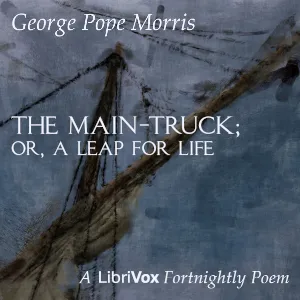 George Pope Morris
THE MAIN-TRUCK;
OR, A LEAP FOR LIFE
A LibriVox Fortnightly Poem